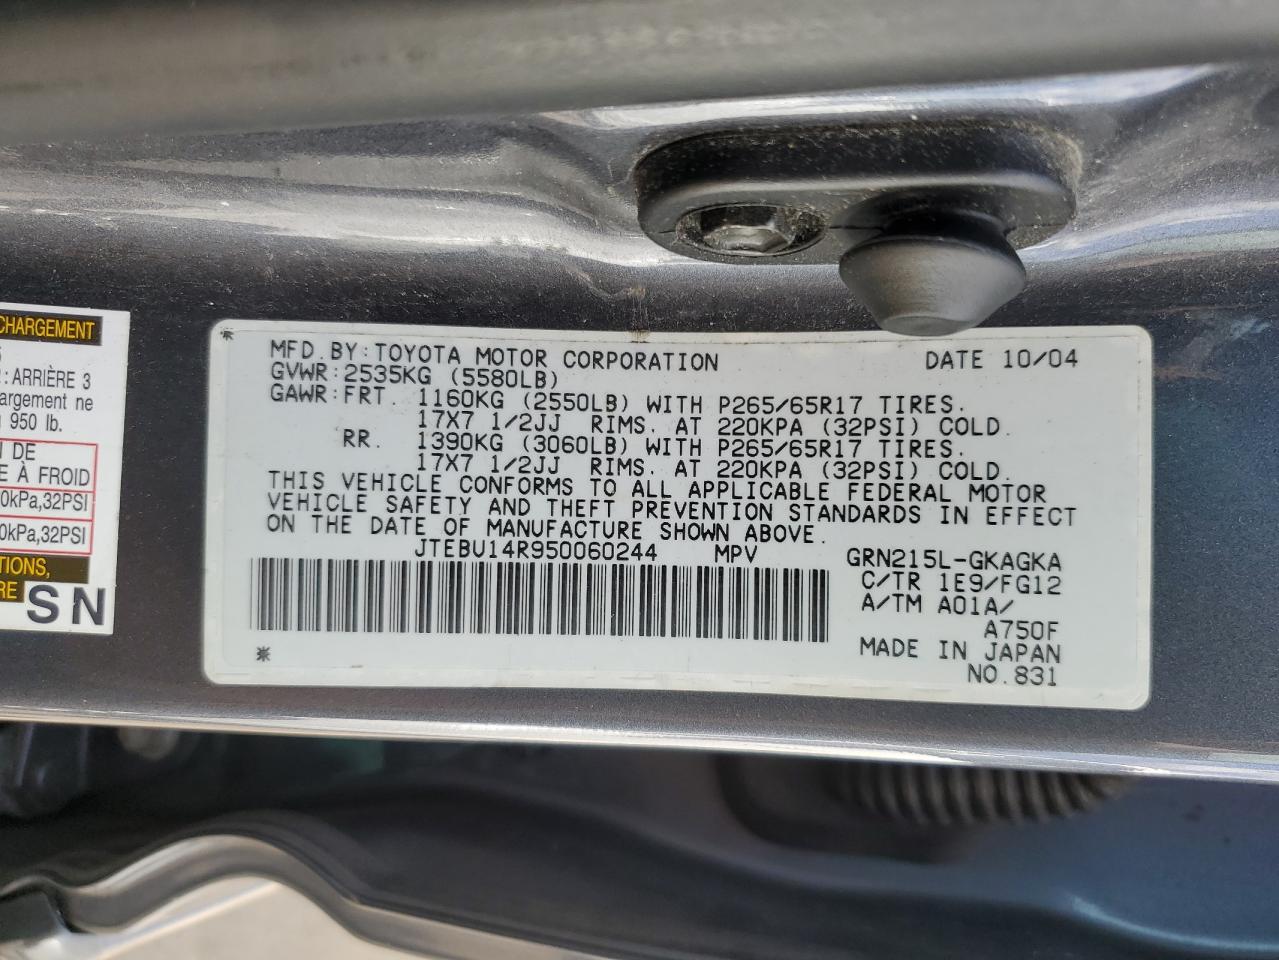 CHARGEMENT
: ARRIÈRE 3
argement ne
950 lb.
N DE
E À FROID
0kPa,32PSI
0kPa,32PSI
TIONS,
RE
SN
MFD. BY: TOYOTA MOTOR CORPORATION DATE 10/04
GVWR: 2535KG (5580LB)
GAWR: FRT. 1160KG (2550LB) WITH P265/65R17 TIRES.
17X7 1/2JJ RIMS. AT 220KPA (32PSI) COLD.
RR. 1390KG (3060LB) WITH P265/65R17 TIRES.
17X7 1/2JJ RIMS. AT 220KPA (32PSI) COLD.
THIS VEHICLE CONFORMS TO ALL APPLICABLE FEDERAL MOTOR
VEHICLE SAFETY AND THEFT PREVENTION STANDARDS IN EFFECT
ON THE DATE OF MANUFACTURE SHOWN ABOVE.
JTEBU14R950060244 MPV GRN215L-GKAGKA
C/TR 1E9/FG12
A/TM A01A/
A750F
MADE IN JAPAN
NO.831